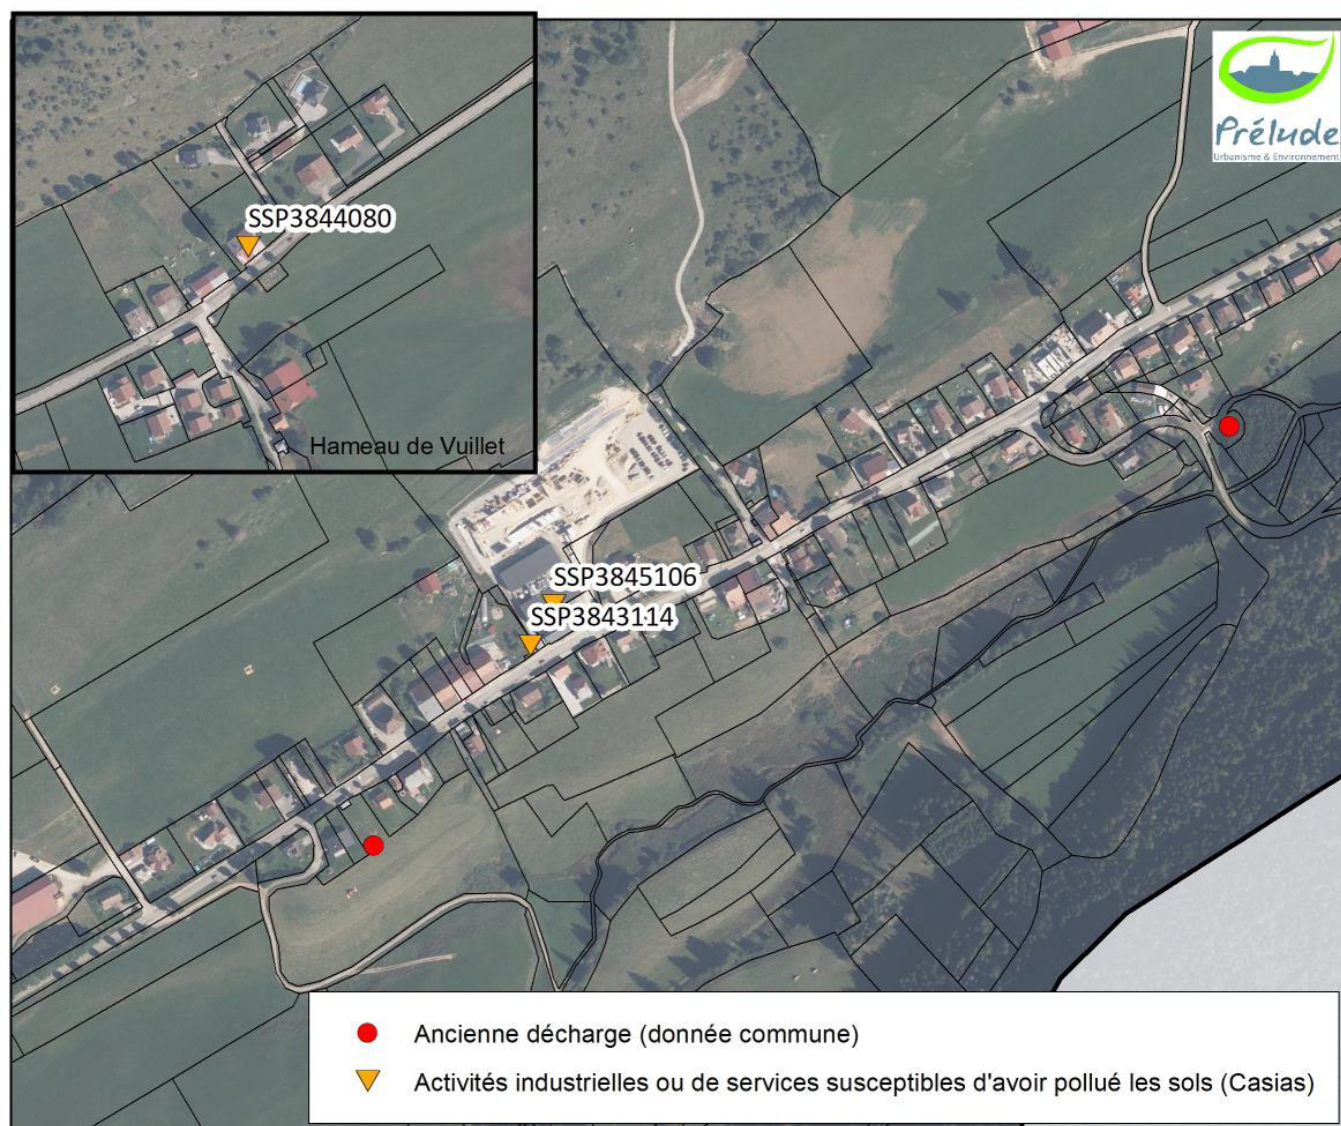 SSP3844080
Hameau de Vuillet
Prélude
Urbanisme & Environnement
SSP3845106
SSP3843114
Ancienne décharge (donnée commune)
Activités industrielles ou de services susceptibles d'avoir pollué les sols (Casias)